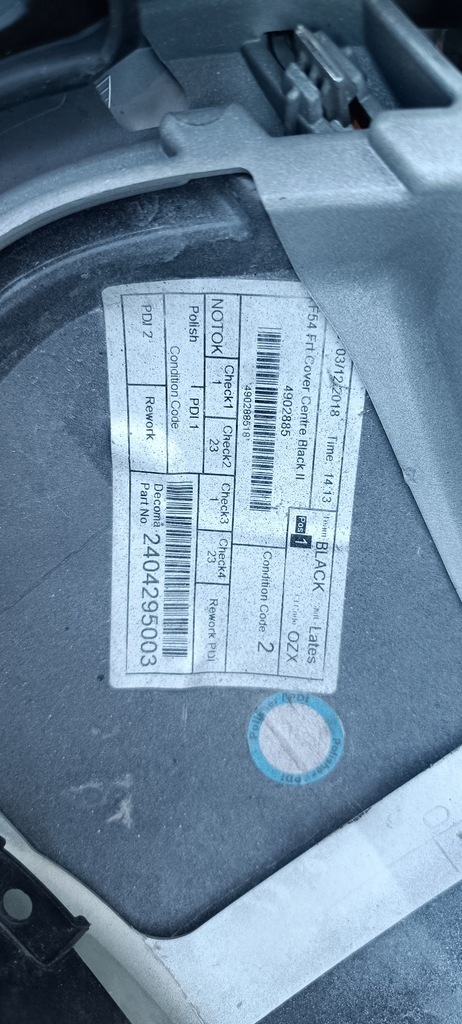 03/12/2018 Time: 14:13 BLACK Lates
F54 Frt Cover Centre Black II
4902885 Pos 1 OZX
490288518
NOTOK Check1 Check2 Check3 Check4 Condition Code 2
1 23 1 23
Polish PDI 1 Rework PDI
Condition Code
PDI 2 Rework
Decoma
Part No. 2404295003